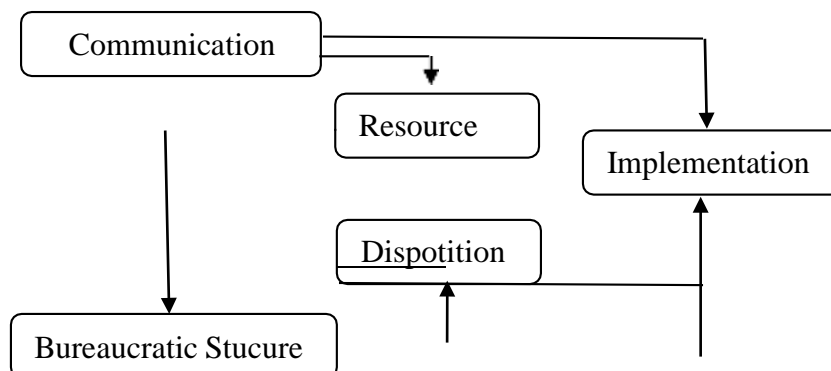 Communication
Resource
Implementation
Dispotition
Bureaucratic Stucure